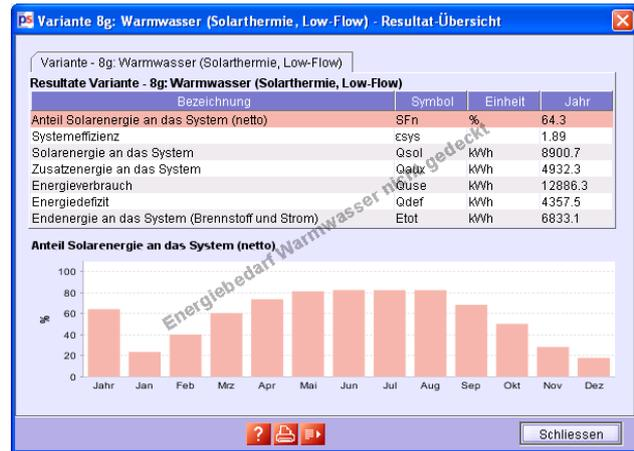 PS Variante 8g: Warmwasser (Solarthermie, Low-Flow) - Resultat-Übersicht
Variante - 8g: Warmwasser (Solarthermie, Low-Flow)
Resultate Variante - 8g: Warmwasser (Solarthermie, Low-Flow)
Bezeichnung Symbol Einheit Jahr
Anteil Solarenergie an das System (netto) SFn % 64.3
Systemeffizienz εsys 1.89
Solarenergie an das System Qsol kWh 8900.7
Zusatzenergie an das System Qaux kWh 4932.3
Energieverbrauch Quse kWh 12886.3
Energiedefizit Qdef kWh 4357.5
Endenergie an das System (Brennstoff und Strom) Etot kWh 6833.1
Energiebedarf Warmwasser nicht gedeckt
Anteil Solarenergie an das System (netto)
%
100
80
60
40
20
0
Jahr Jan Feb Mrz Apr Mai Jun Jul Aug Sep Okt Nov Dez
?
Schliessen